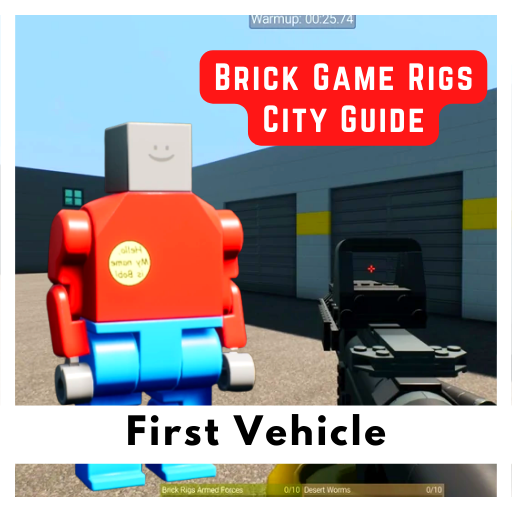 Warmup: 00:25.74
Brick Game Rigs
City Guide
Hello
My name
is Bob!
First Vehicle
Brick Rigs Armed Forces 0/10 Desert Worms 0/10